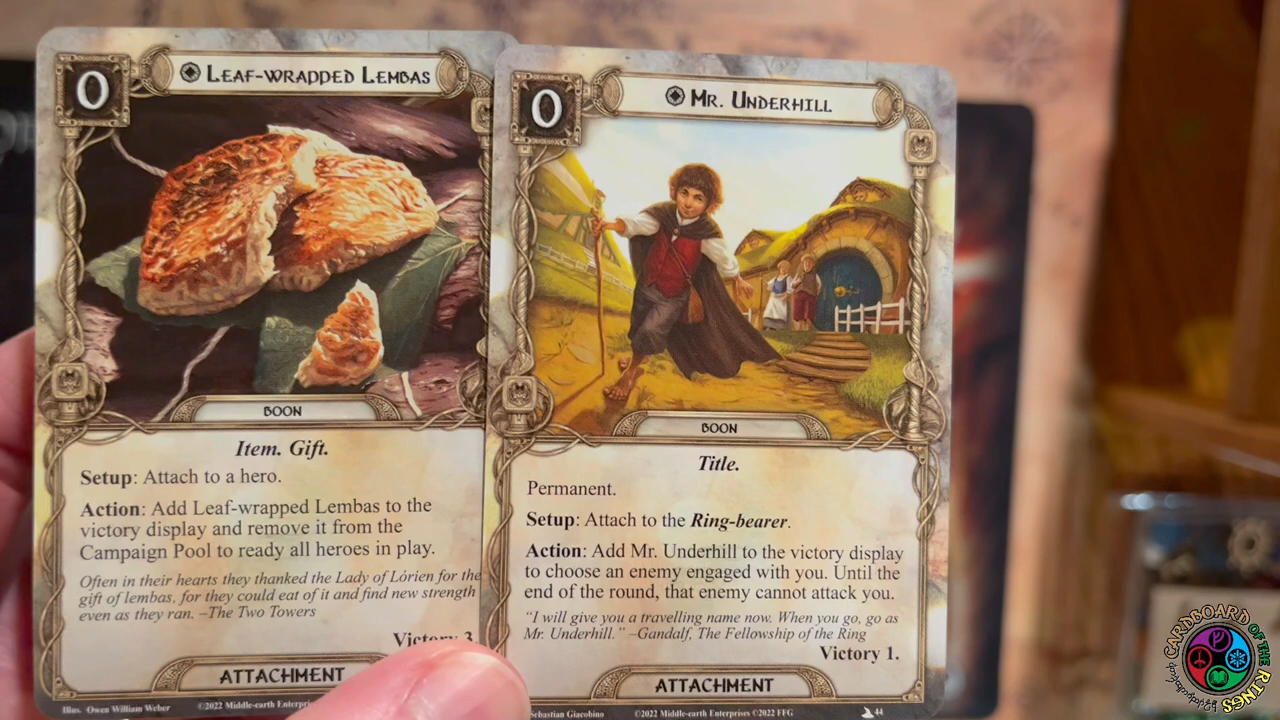 0
LEAF-WRAPPED LEMBAS
BOON
Item. Gift.
Setup: Attach to a hero.
Action: Add Leaf-wrapped Lembas to the
victory display and remove it from the
Campaign Pool to ready all heroes in play.
Often in their hearts they thanked the Lady of Lórien for the
gift of lembas, for they could eat of it and find new strength
even as they ran. –The Two Towers
Victory 3
ATTACHMENT
Illus. Owen William Weber ©2022 Middle-earth Enterprises
0
MR. UNDERHILL
BOON
Title.
Permanent.
Setup: Attach to the Ring-bearer.
Action: Add Mr. Underhill to the victory display
to choose an enemy engaged with you. Until the
end of the round, that enemy cannot attack you.
"I will give you a travelling name now. When you go, go as
Mr. Underhill." –Gandalf, The Fellowship of the Ring
Victory 1.
ATTACHMENT
Sebastian Giacobino ©2022 Middle-earth Enterprises ©2022 FFG 44
CARDBOARD OF THE RINGS